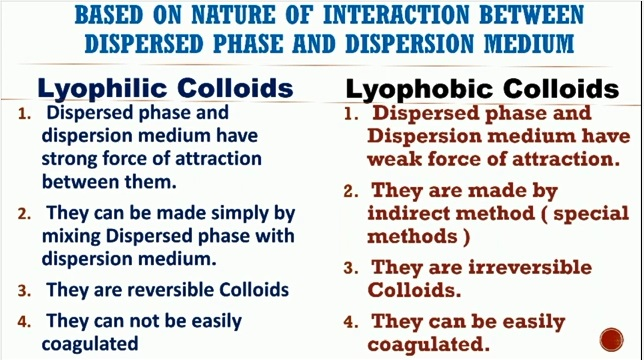 BASED ON NATURE OF INTERACTION BETWEEN
DISPERSED PHASE AND DISPERSION MEDIUM
Lyophilic Colloids
1. Dispersed phase and
dispersion medium have
strong force of attraction
between them.
2. They can be made simply by
mixing Dispersed phase with
dispersion medium.
3. They are reversible Colloids
4. They can not be easily
coagulated
Lyophobic Colloids
1. Dispersed phase and
Dispersion medium have
weak force of attraction.
2. They are made by
indirect method ( special
methods )
3. They are irreversible
Colloids.
4. They can be easily
coagulated.